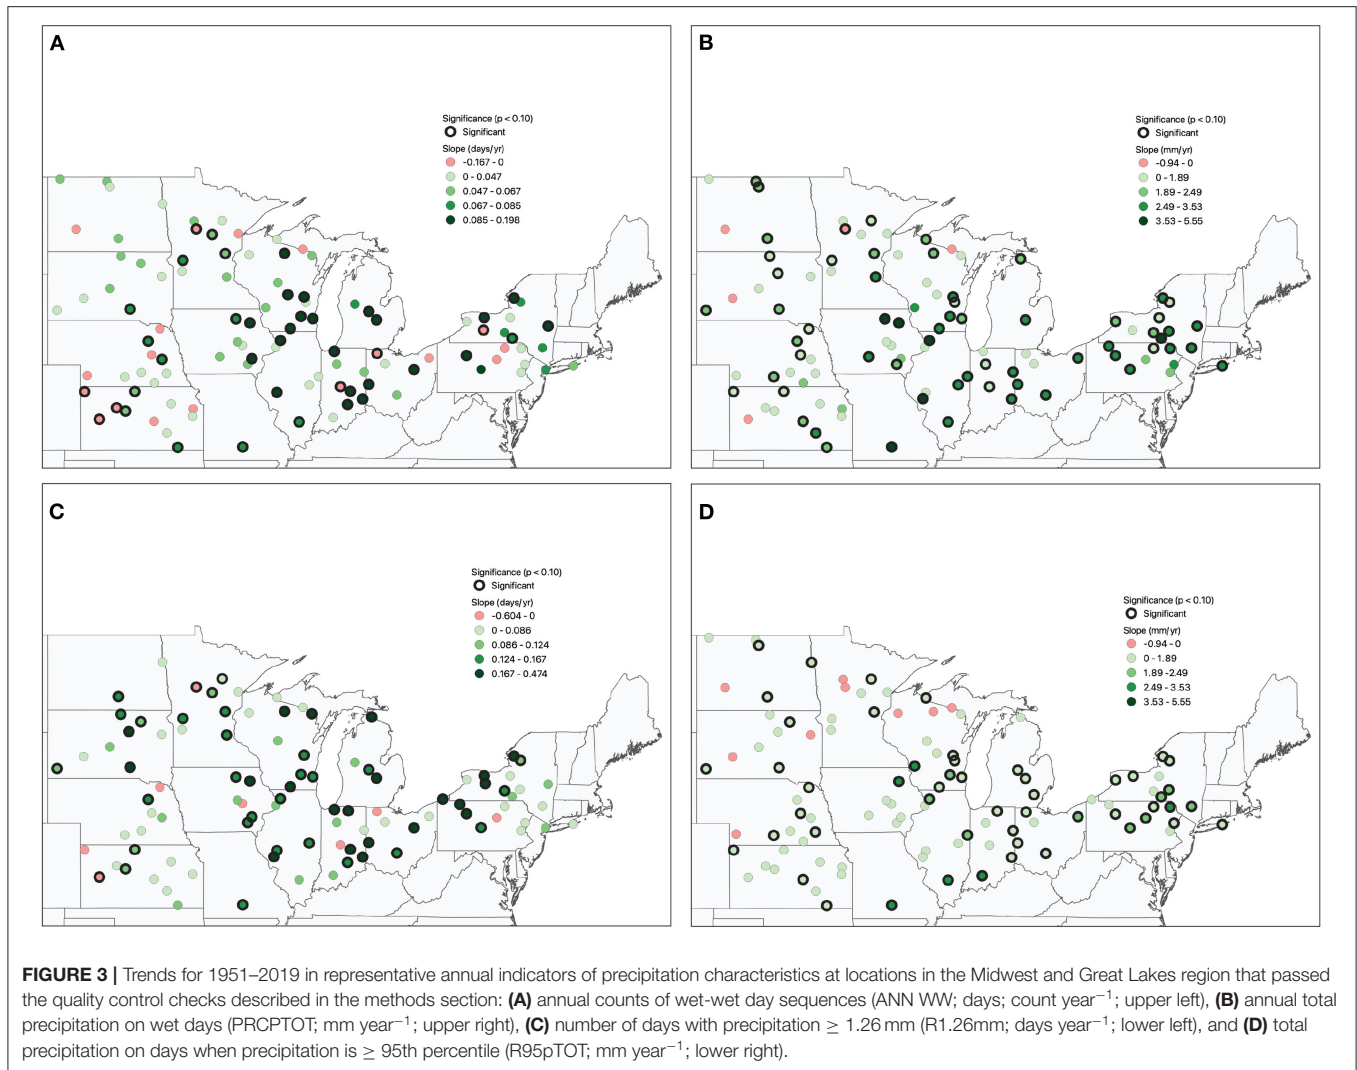 A
Significance (p < 0.10)
Significant
Slope (days/yr)
-0.167 - 0
0 - 0.047
0.047 - 0.067
0.067 - 0.085
0.085 - 0.198
B
Significance (p < 0.10)
Significant
Slope (mm/yr)
-0.94 - 0
0 - 1.89
1.89 - 2.49
2.49 - 3.53
3.53 - 5.55
C
Significance (p < 0.10)
Significant
Slope (days/yr)
-0.604 - 0
0 - 0.086
0.086 - 0.124
0.124 - 0.167
0.167 - 0.474
D
Significance (p < 0.10)
Significant
Slope (mm/yr)
-0.94 - 0
0 - 1.89
1.89 -2.49
2.49 - 3.53
3.53 - 5.55
FIGURE 3 | Trends for 1951–2019 in representative annual indicators of precipitation characteristics at locations in the Midwest and Great Lakes region that passed
the quality control checks described in the methods section: (A) annual counts of wet-wet day sequences (ANN WW; days; count year−1; upper left), (B) annual total
precipitation on wet days (PRCPTOT; mm year−1; upper right), (C) number of days with precipitation ≥ 1.26 mm (R1.26mm; days year−1; lower left), and (D) total
precipitation on days when precipitation is ≥ 95th percentile (R95pTOT; mm year−1; lower right).